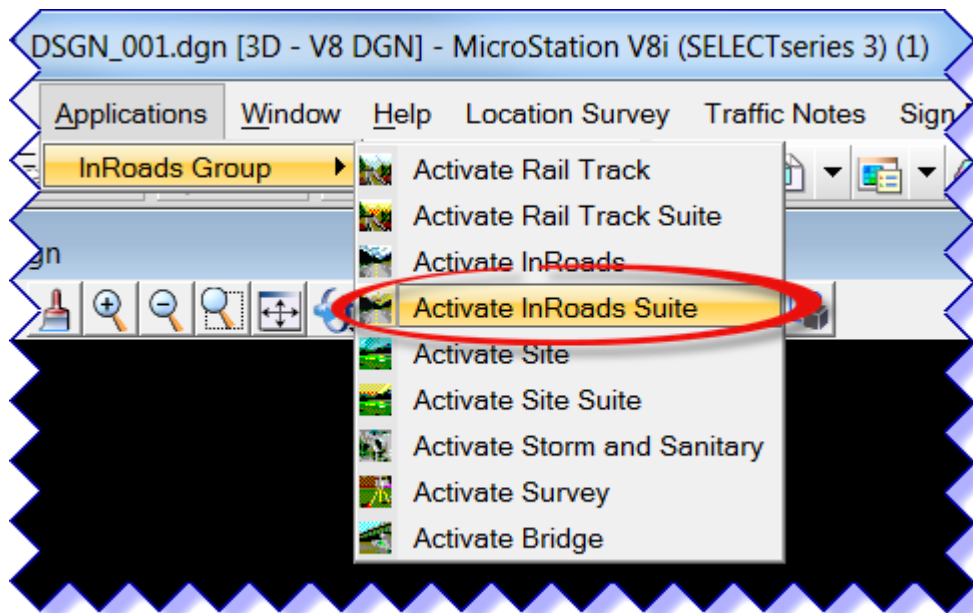 DSGN_001.dgn [3D - V8 DGN] - MicroStation V8i (SELECTseries 3) (1)
Applications Window Help Location Survey Traffic Notes Sign
InRoads Group
Activate Rail Track
Activate Rail Track Suite
gn
Activate InRoads
Activate InRoads Suite
Activate Site
Activate Site Suite
Activate Storm and Sanitary
Activate Survey
Activate Bridge